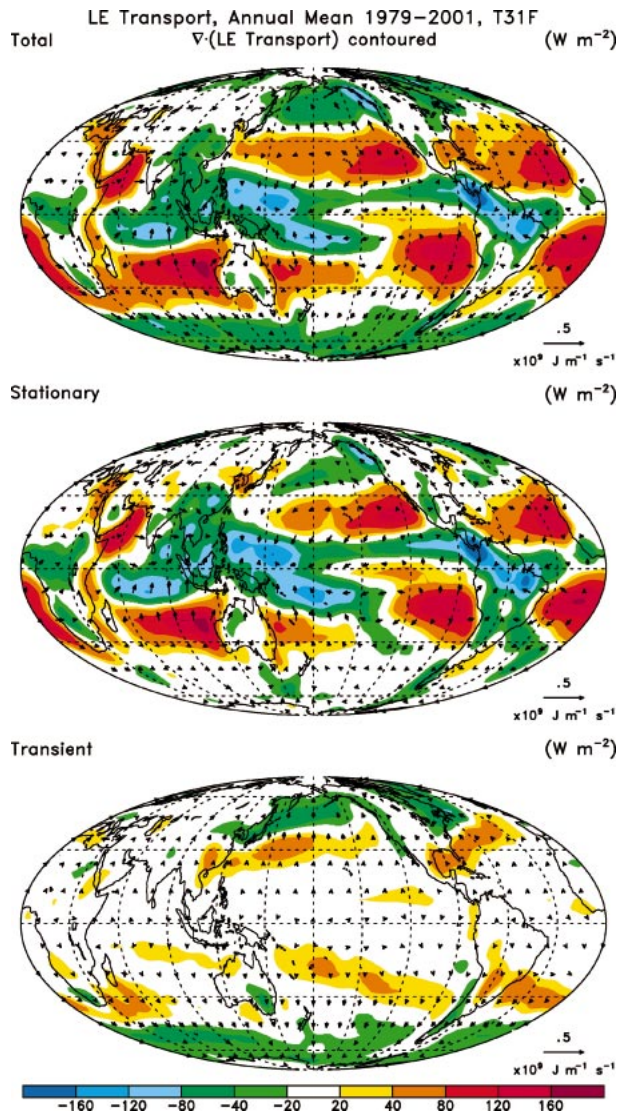 LE Transport, Annual Mean 1979-2001, T31F
Total ∇·(LE Transport) contoured (W m⁻²)
.5
x10⁹ J m⁻¹ s⁻¹
Stationary (W m⁻²)
.5
x10⁹ J m⁻¹ s⁻¹
Transient (W m⁻²)
.5
x10⁹ J m⁻¹ s⁻¹
-160 -120 -80 -40 -20 20 40 80 120 160